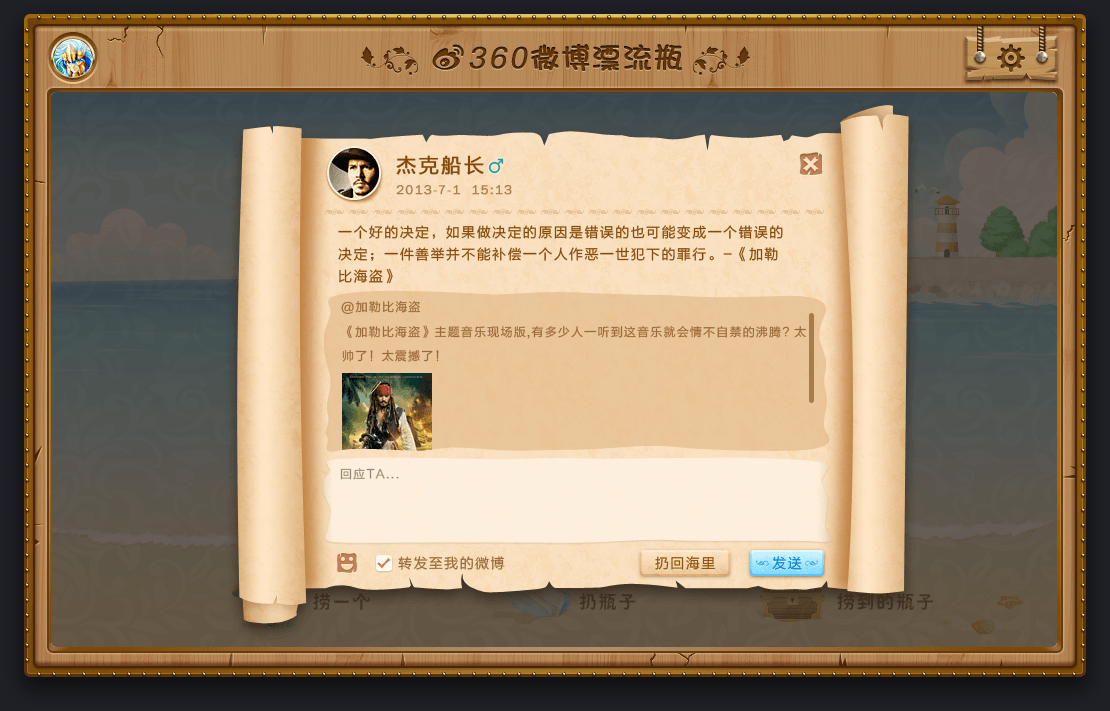 360微博漂流瓶
杰克船长
2013-7-1 15:13
一个好的决定，如果做决定的原因是错误的也可能变成一个错误的
决定；一件善举并不能补偿一个人作恶一世犯下的罪行。-《加勒
比海盗》
@加勒比海盗
《加勒比海盗》主题音乐现场版,有多少人一听到这音乐就会情不自禁的沸腾？太
帅了！太震撼了！
回应TA...
转发至我的微博
扔回海里
发送
捞一个
扔瓶子
捞到的瓶子